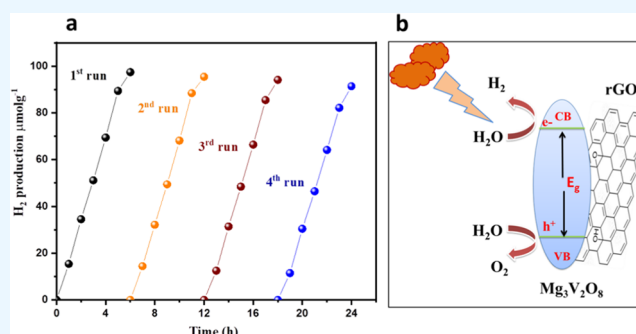 a
H₂ production μmolg⁻¹
100
80
60
40
20
0
1ˢᵗ run
2ⁿᵈ run
3ʳᵈ run
4ᵗʰ run
0 4 8 12 16 20 24
Time (h)
b
rGO
H₂
e- CB
H₂O
E_g
H₂O
h⁺
O₂
VB
Mg₃V₂O₈